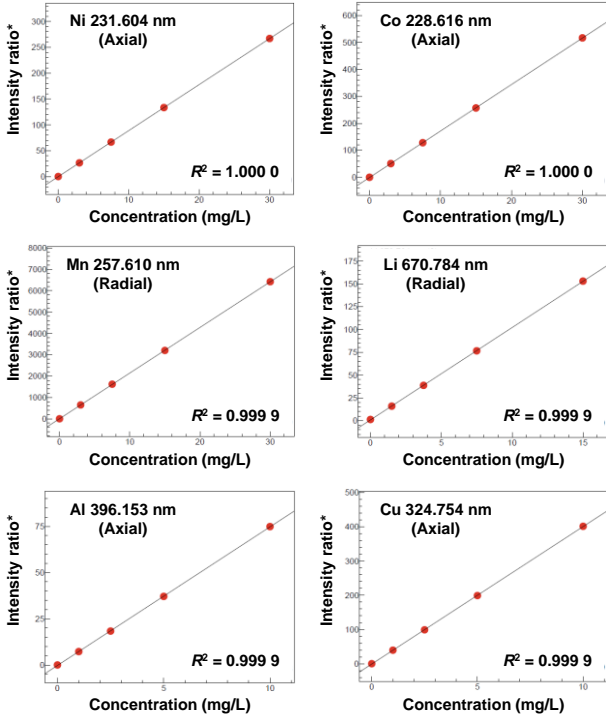 Ni 231.604 nm
(Axial)
Intensity ratio*
300
250
200
150
100
50
0
R² = 1.000 0
0 10 20 30
Concentration (mg/L)
Co 228.616 nm
(Axial)
Intensity ratio*
600
500
400
300
200
100
0
R² = 1.000 0
0 10 20 30
Concentration (mg/L)
Mn 257.610 nm
(Radial)
Intensity ratio*
8000
7000
6000
5000
4000
3000
2000
1000
0
R² = 0.999 9
0 10 20 30
Concentration (mg/L)
Li 670.784 nm
(Radial)
Intensity ratio*
175
150
125
100
75
50
25
0
R² = 0.999 9
0 5 10 15
Concentration (mg/L)
Al 396.153 nm
(Axial)
Intensity ratio*
75
50
25
0
R² = 0.999 9
0 5 10
Concentration (mg/L)
Cu 324.754 nm
(Axial)
Intensity ratio*
500
400
300
200
100
0
R² = 0.999 9
0 5 10
Concentration (mg/L)